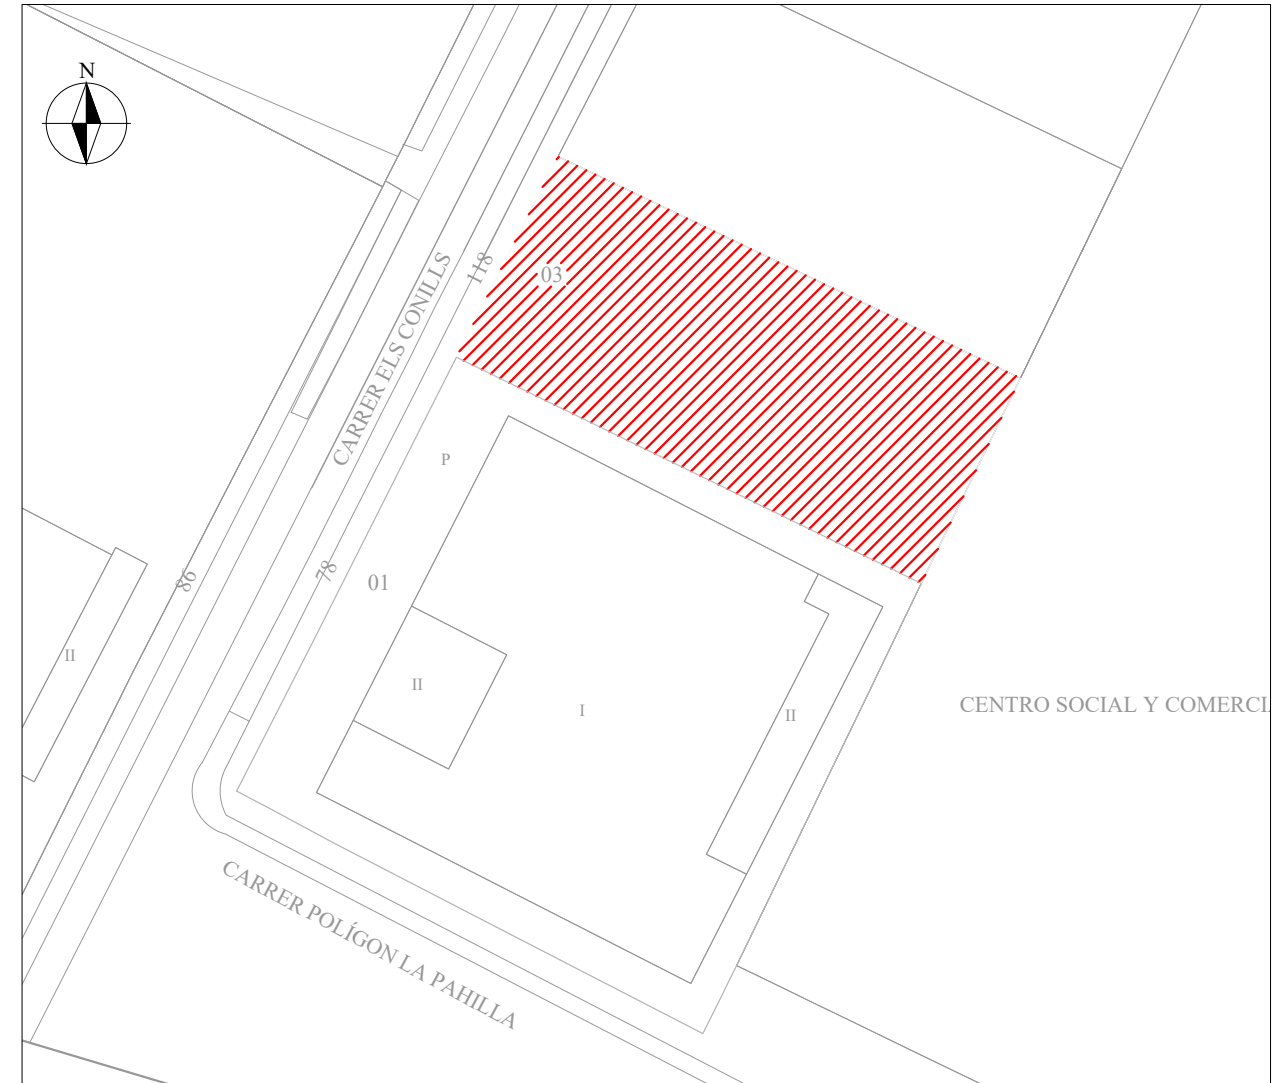 N
118
03
CARRER ELS CONILLS
P
78
01
86
II
II
I
II
CENTRO SOCIAL Y COMERCI
CARRER POLÍGON LA PAHILLA